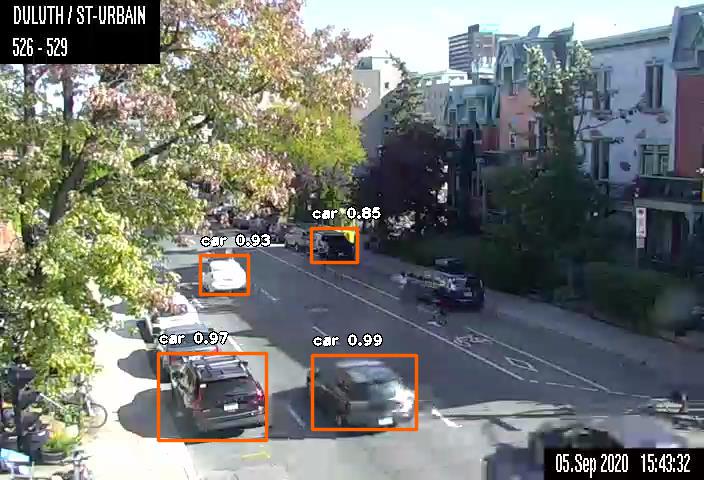 DULUTH / ST-URBAIN
526 - 529
car 0.85
car 0.93
car 0.97
car 0.99
05.Sep 2020 15:43:32